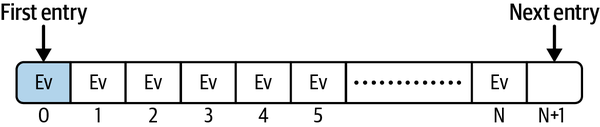 First entry Next entry
Ev Ev Ev Ev Ev Ev ................. Ev
0 1 2 3 4 5 N N+1